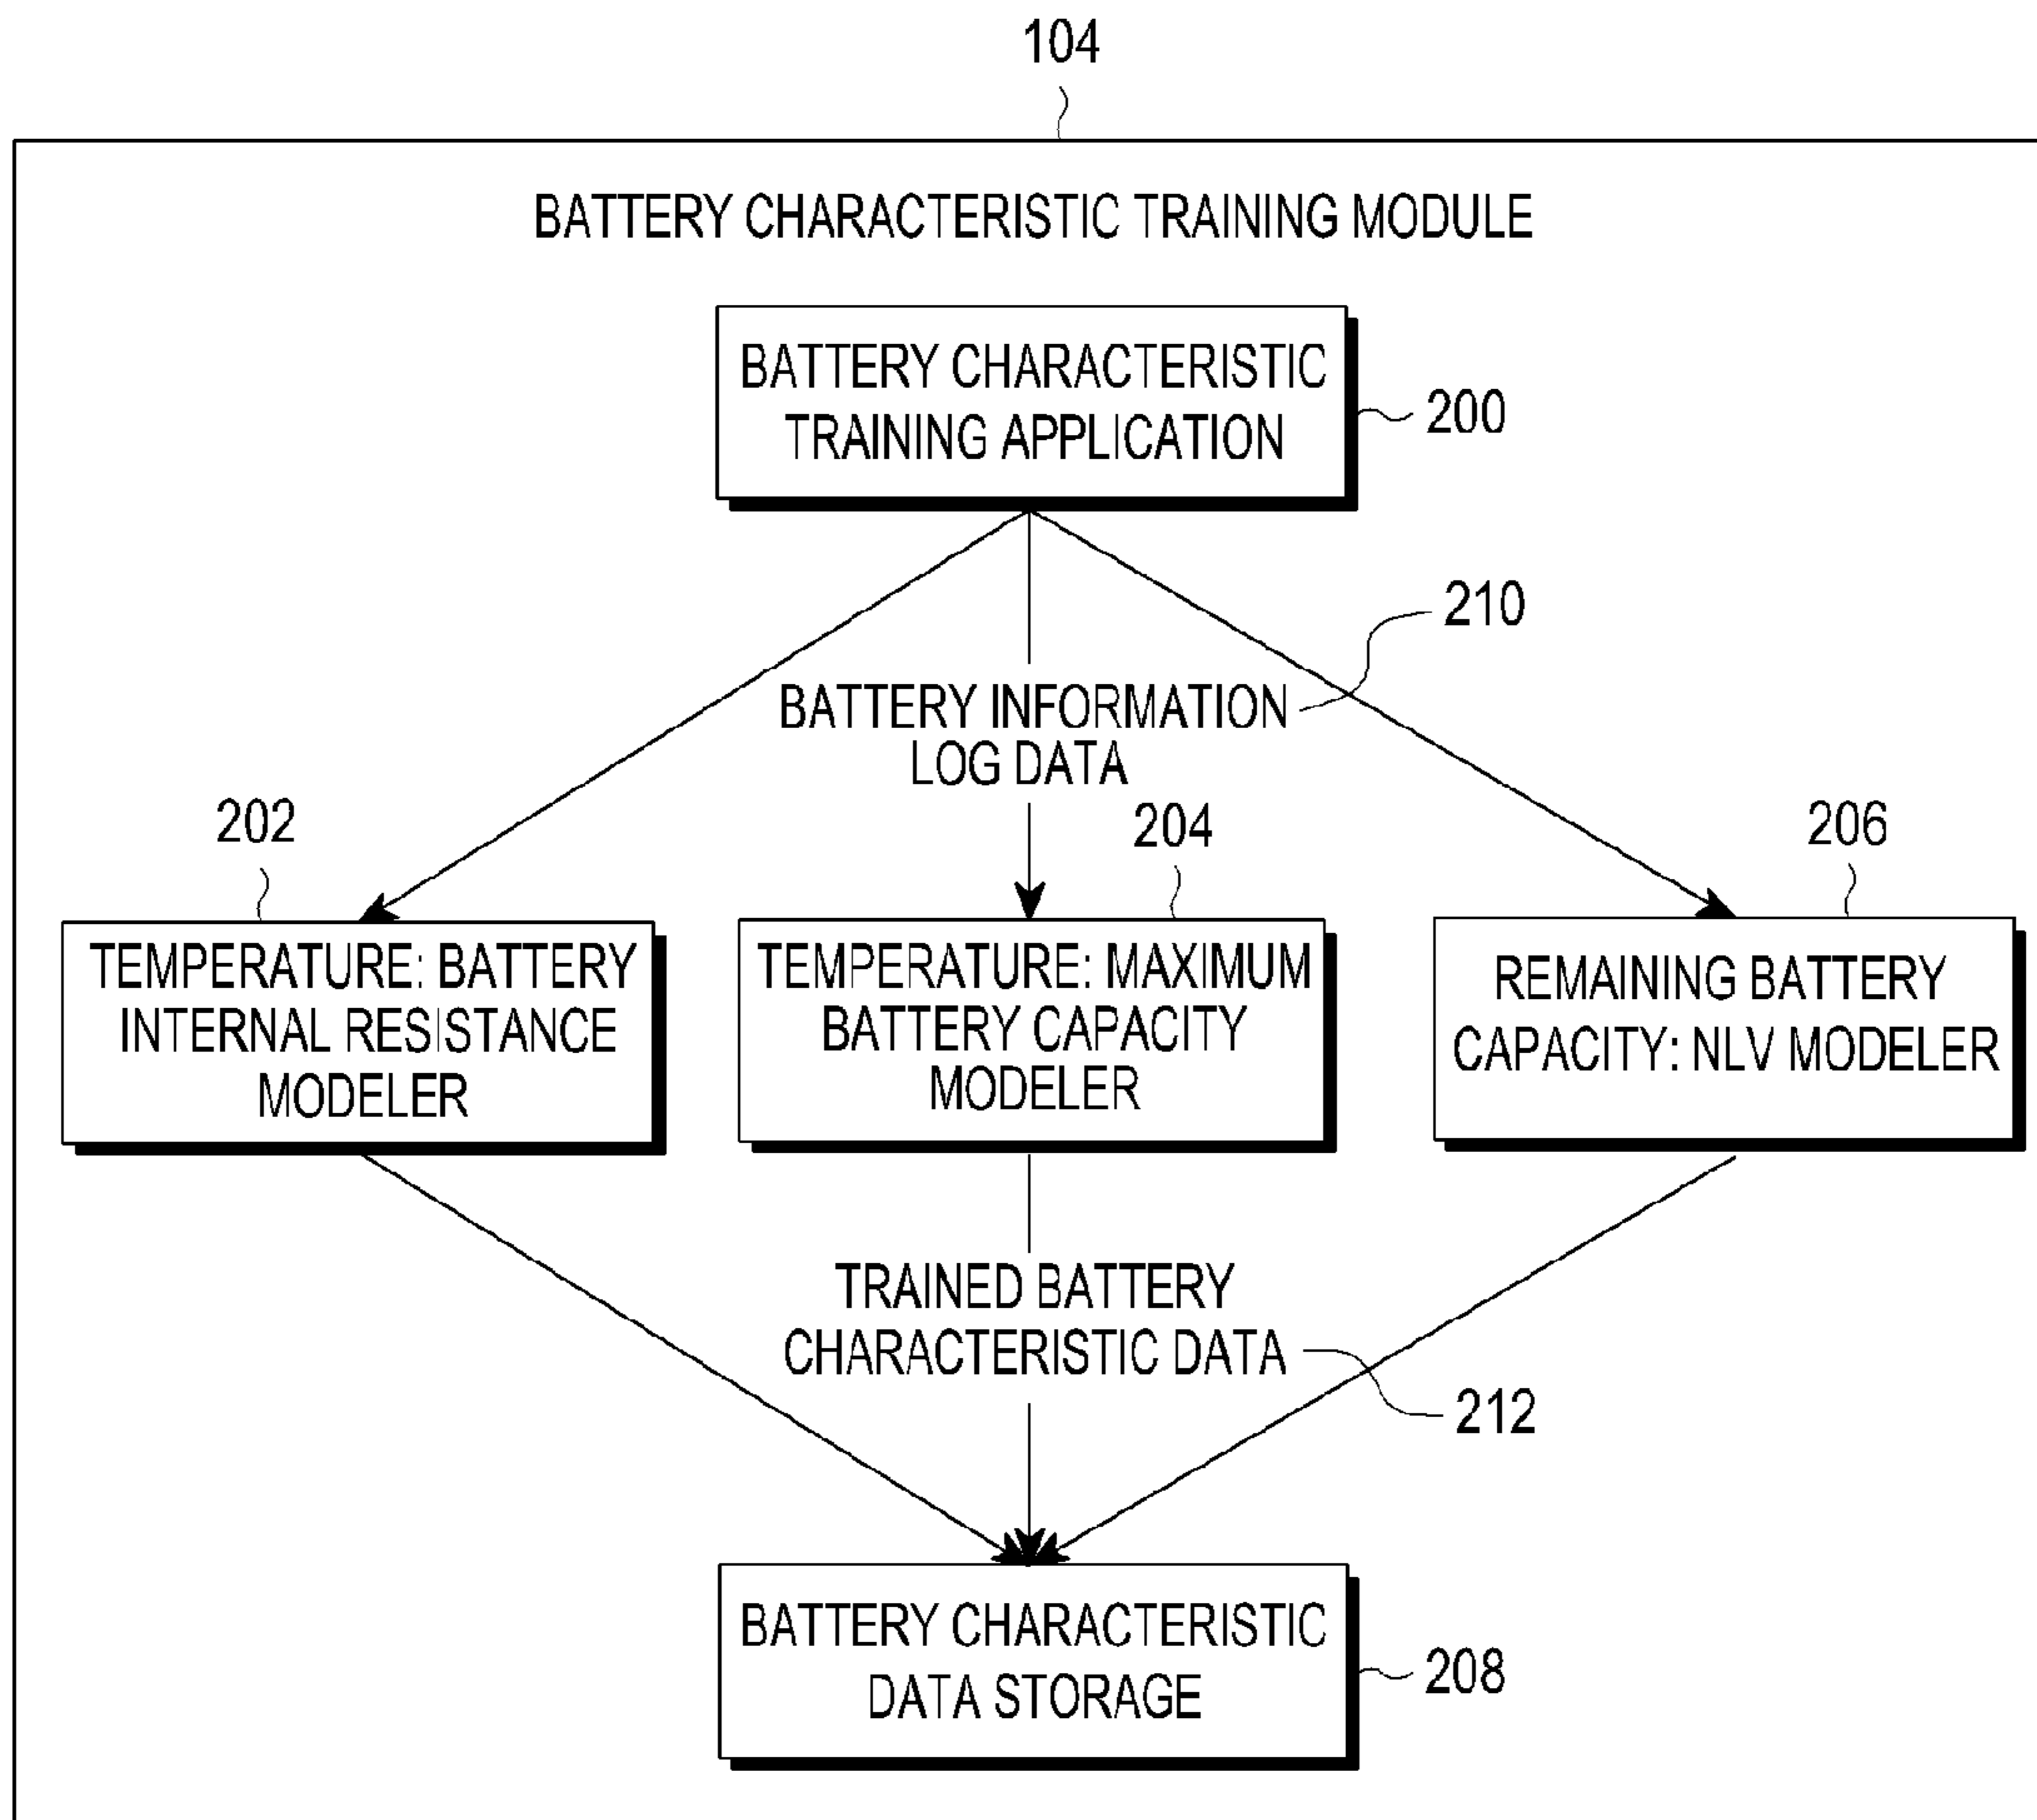 104
BATTERY CHARACTERISTIC TRAINING MODULE
BATTERY CHARACTERISTIC
TRAINING APPLICATION
200
210
BATTERY INFORMATION
LOG DATA
202
204
206
TEMPERATURE: BATTERY
INTERNAL RESISTANCE
MODELER
TEMPERATURE: MAXIMUM
BATTERY CAPACITY
MODELER
REMAINING BATTERY
CAPACITY: NLV MODELER
TRAINED BATTERY
CHARACTERISTIC DATA
212
BATTERY CHARACTERISTIC
DATA STORAGE
208